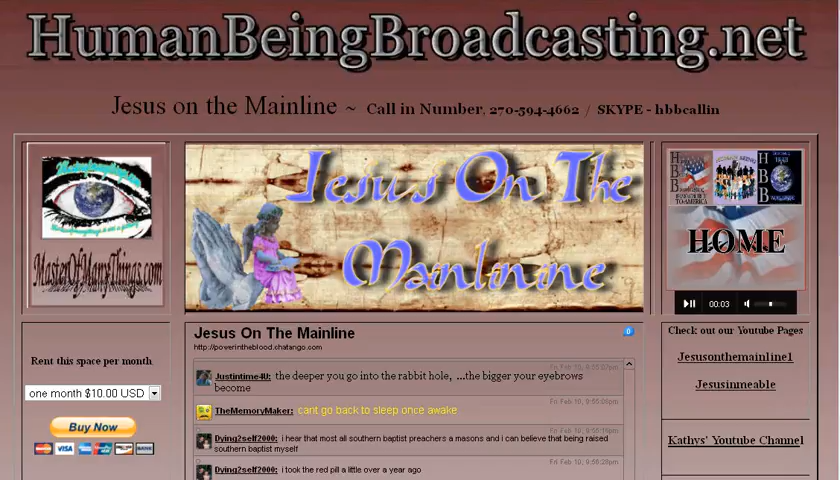 HumanBeingBroadcasting.net
Jesus on the Mainline ~ Call in Number, 270-594-4662 / SKYPE - hbbcallin
Jesus On The
Mainlinine
MasterOfManyThings.com
HBB
HBB
HOME
00:03
Rent this space per month
one month $10.00 USD
Buy Now
VISA
Jesus On The Mainline
http://powerintheblood.chatango.com
0
Justintime4U: the deeper you go into the rabbit hole, ...the bigger your eyebrows
become
TheMemoryMaker: cant go back to sleep once awake
Dying2self2000: i hear that most all southern baptist preachers a masons and i can believe that being raised
southern baptist myself
Dying2self2000: i took the red pill a little over a year ago
Check out our Youtube Pages
Jesusonthemainline1
Jesusinmeable
Kathys' Youtube Channel